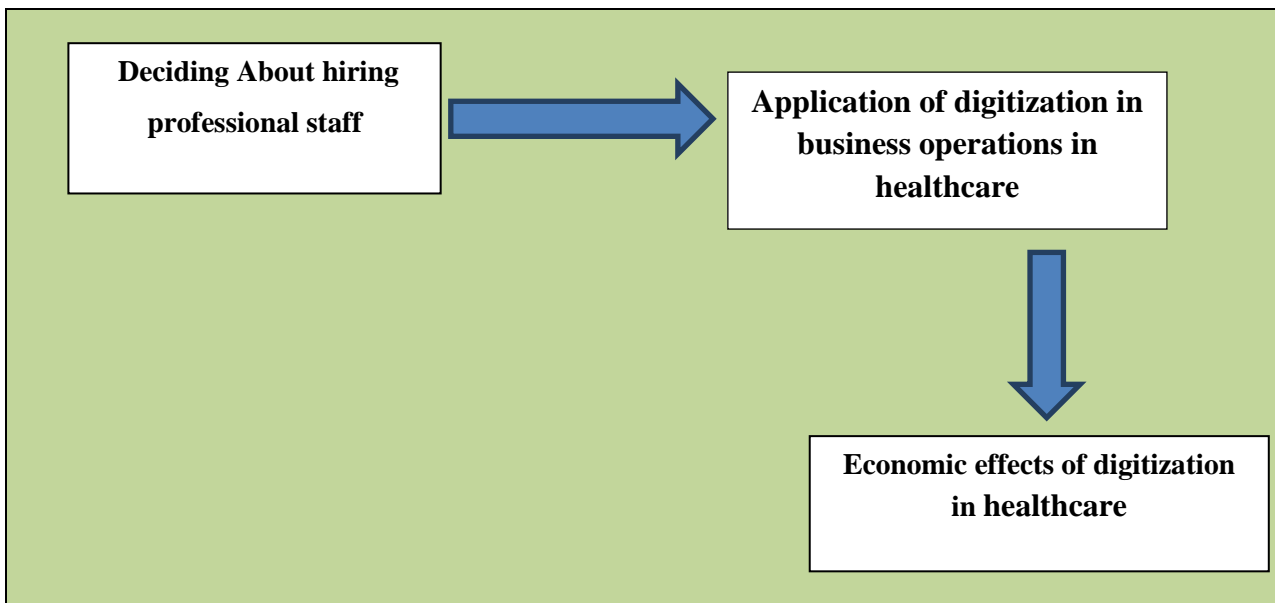 Deciding About hiring
professional staff
Application of digitization in
business operations in
healthcare
Economic effects of digitization
in healthcare